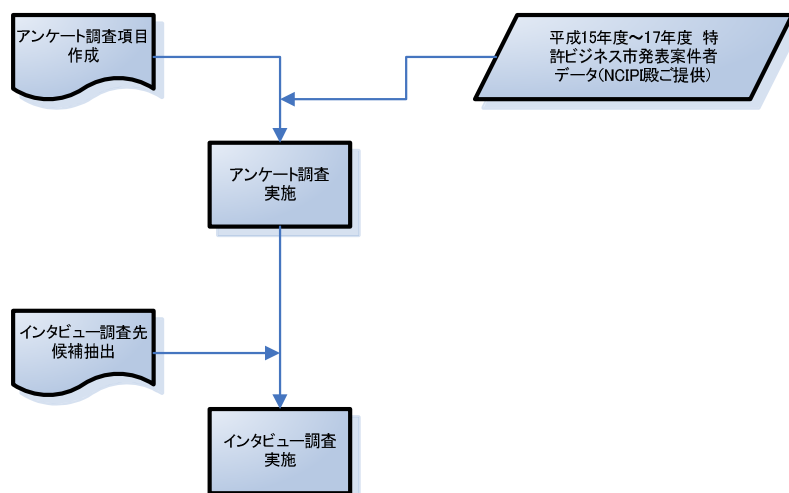 アンケート調査項目
作成
平成15年度～17年度 特
許ビジネス市発表案件者
データ(NCIPI殿ご提供)
アンケート調査
実施
インタビュー調査先
候補抽出
インタビュー調査
実施